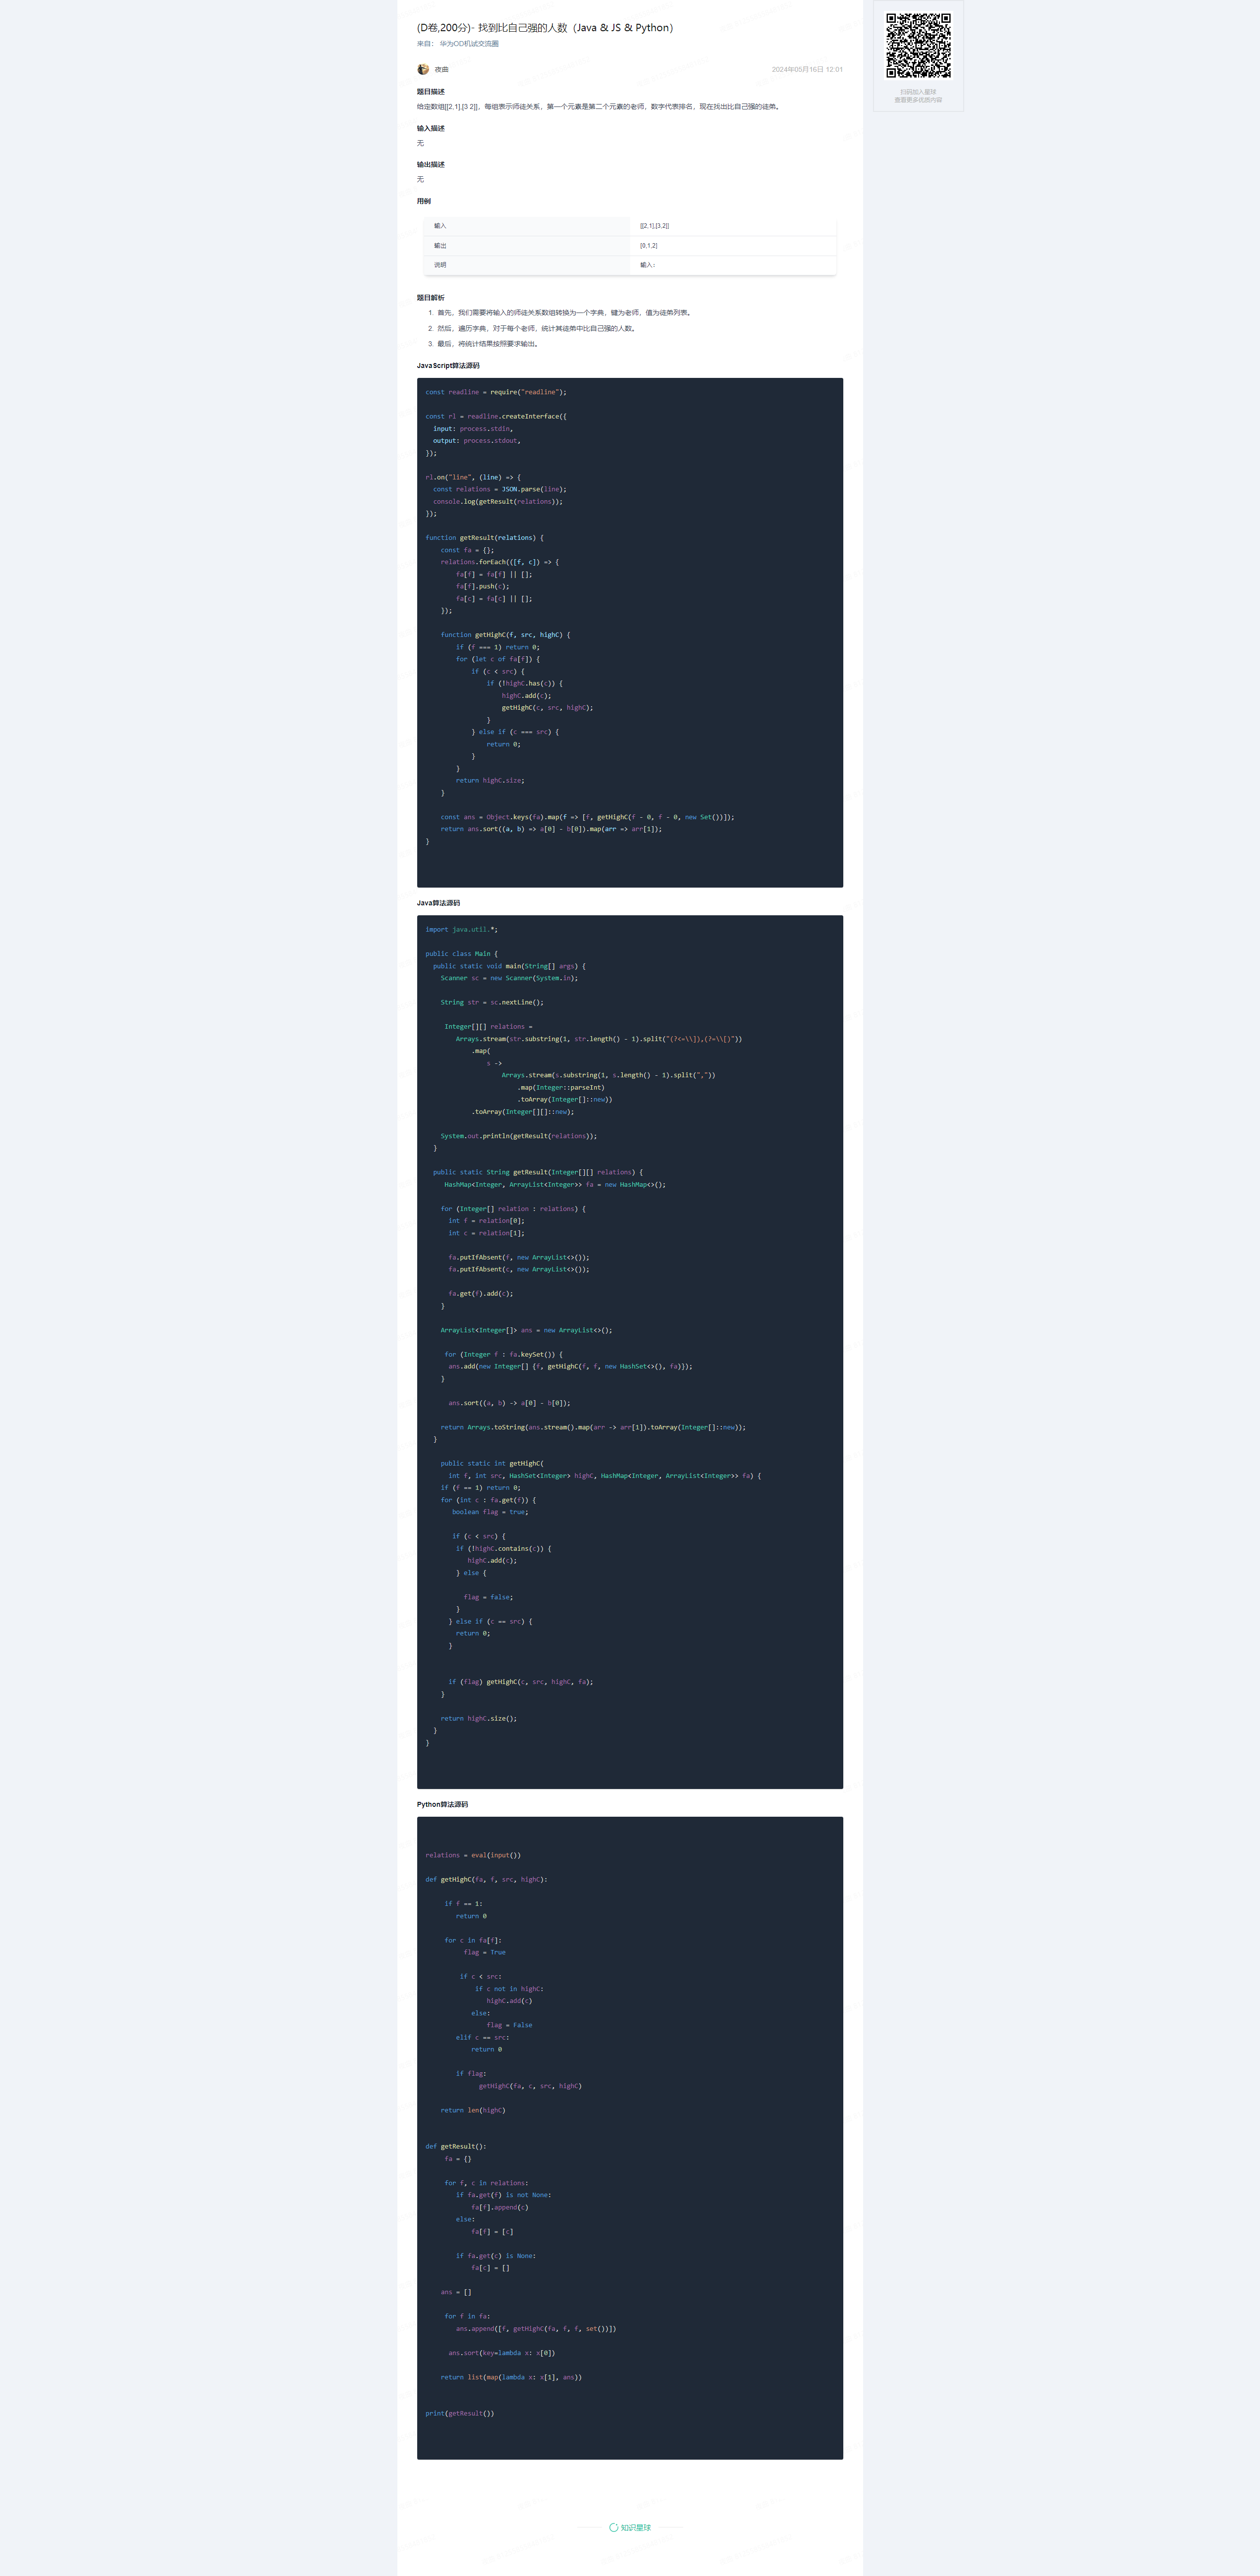 (D卷,200分)- 找到比自己强的人数（Java & JS & Python）
来自： 华为OD机试交流圈
夜曲
2024年05月16日 12:01
扫码加入星球
查看更多优质内容
题目描述
给定数组[[2,1],[3 2]]，每组表示师徒关系，第一个元素是第二个元素的老师，数字代表排名，现在找出比自己强的徒弟。
输入描述
无
输出描述
无
用例
输入 [[2,1],[3,2]]
输出 [0,1,2]
说明 输入：
题目解析
1. 首先，我们需要将输入的师徒关系数组转换为一个字典，键为老师，值为徒弟列表。
2. 然后，遍历字典，对于每个老师，统计其徒弟中比自己强的人数。
3. 最后，将统计结果按照要求输出。
JavaScript算法源码
const readline = require("readline");
const rl = readline.createInterface({
  input: process.stdin,
  output: process.stdout,
});
rl.on("line", (line) => {
  const relations = JSON.parse(line);
  console.log(getResult(relations));
});
function getResult(relations) {
    const fa = {};
    relations.forEach(([f, c]) => {
        fa[f] = fa[f] || [];
        fa[f].push(c);
        fa[c] = fa[c] || [];
    });
    function getHighC(f, src, highC) {
        if (f === 1) return 0;
        for (let c of fa[f]) {
            if (c < src) {
                if (!highC.has(c)) {
                    highC.add(c);
                    getHighC(c, src, highC);
                }
            } else if (c === src) {
                return 0;
            }
        }
        return highC.size;
    }
    const ans = Object.keys(fa).map(f => [f, getHighC(f - 0, f - 0, new Set())]);
    return ans.sort((a, b) => a[0] - b[0]).map(arr => arr[1]);
}
Java算法源码
import java.util.*;
public class Main {
  public static void main(String[] args) {
    Scanner sc = new Scanner(System.in);
    String str = sc.nextLine();
     Integer[][] relations =
        Arrays.stream(str.substring(1, str.length() - 1).split("(?<=\\]),(?=\\[)"))
            .map(
                s ->
                    Arrays.stream(s.substring(1, s.length() - 1).split(","))
                        .map(Integer::parseInt)
                        .toArray(Integer[]::new))
            .toArray(Integer[][]::new);
    System.out.println(getResult(relations));
  }
  public static String getResult(Integer[][] relations) {
     HashMap<Integer, ArrayList<Integer>> fa = new HashMap<>();
    for (Integer[] relation : relations) {
      int f = relation[0];
      int c = relation[1];
      fa.putIfAbsent(f, new ArrayList<>());
      fa.putIfAbsent(c, new ArrayList<>());
      fa.get(f).add(c);
    }
    ArrayList<Integer[]> ans = new ArrayList<>();
     for (Integer f : fa.keySet()) {
      ans.add(new Integer[] {f, getHighC(f, f, new HashSet<>(), fa)});
    }
      ans.sort((a, b) -> a[0] - b[0]);
    return Arrays.toString(ans.stream().map(arr -> arr[1]).toArray(Integer[]::new));
  }
    public static int getHighC(
      int f, int src, HashSet<Integer> highC, HashMap<Integer, ArrayList<Integer>> fa) {
    if (f == 1) return 0;
    for (int c : fa.get(f)) {
       boolean flag = true;
       if (c < src) {
        if (!highC.contains(c)) {
           highC.add(c);
        } else {
          flag = false;
        }
      } else if (c == src) {
        return 0;
      }
      if (flag) getHighC(c, src, highC, fa);
    }
    return highC.size();
  }
}
Python算法源码
relations = eval(input())
def getHighC(fa, f, src, highC):
     if f == 1:
        return 0
     for c in fa[f]:
          flag = True
         if c < src:
             if c not in highC:
                highC.add(c)
            else:
                flag = False
        elif c == src:
            return 0
        if flag:
              getHighC(fa, c, src, highC)
    return len(highC)
def getResult():
     fa = {}
     for f, c in relations:
        if fa.get(f) is not None:
            fa[f].append(c)
        else:
            fa[f] = [c]
        if fa.get(c) is None:
            fa[c] = []
    ans = []
     for f in fa:
        ans.append([f, getHighC(fa, f, f, set())])
      ans.sort(key=lambda x: x[0])
    return list(map(lambda x: x[1], ans))
print(getResult())
知识星球